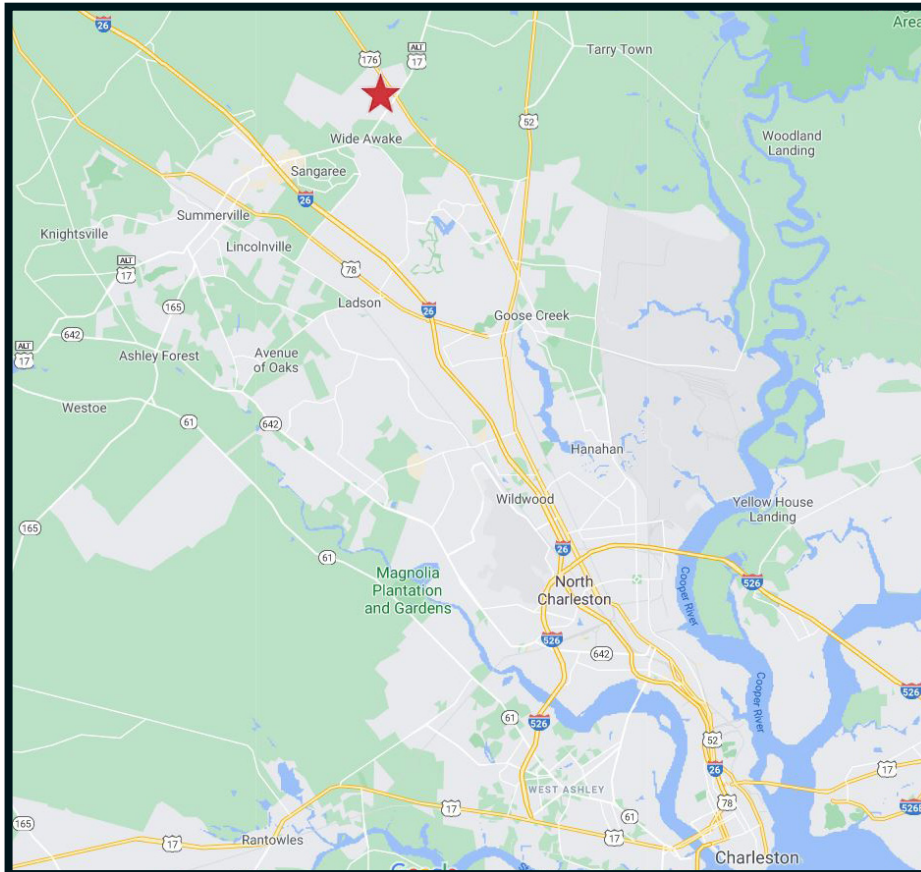 Area
26
ALT
176
17
Tarry Town
52
Wide Awake
Woodland
Landing
Sangaree
26
Summerville
Knightsville
Lincolnville
ALT
17
78
165
Ladson
26
Goose Creek
642
ALT
17
Ashley Forest
Avenue
of Oaks
Westoe
61
642
Hanahan
Wildwood
Yellow House
Landing
165
61
26
Magnolia
Plantation
and Gardens
North
Charleston
526
Cooper River
526
642
Cooper River
526
61
526
52
26
17
WEST ASHLEY
78
526B
17
61
165
17
Rantowles
17
Charleston